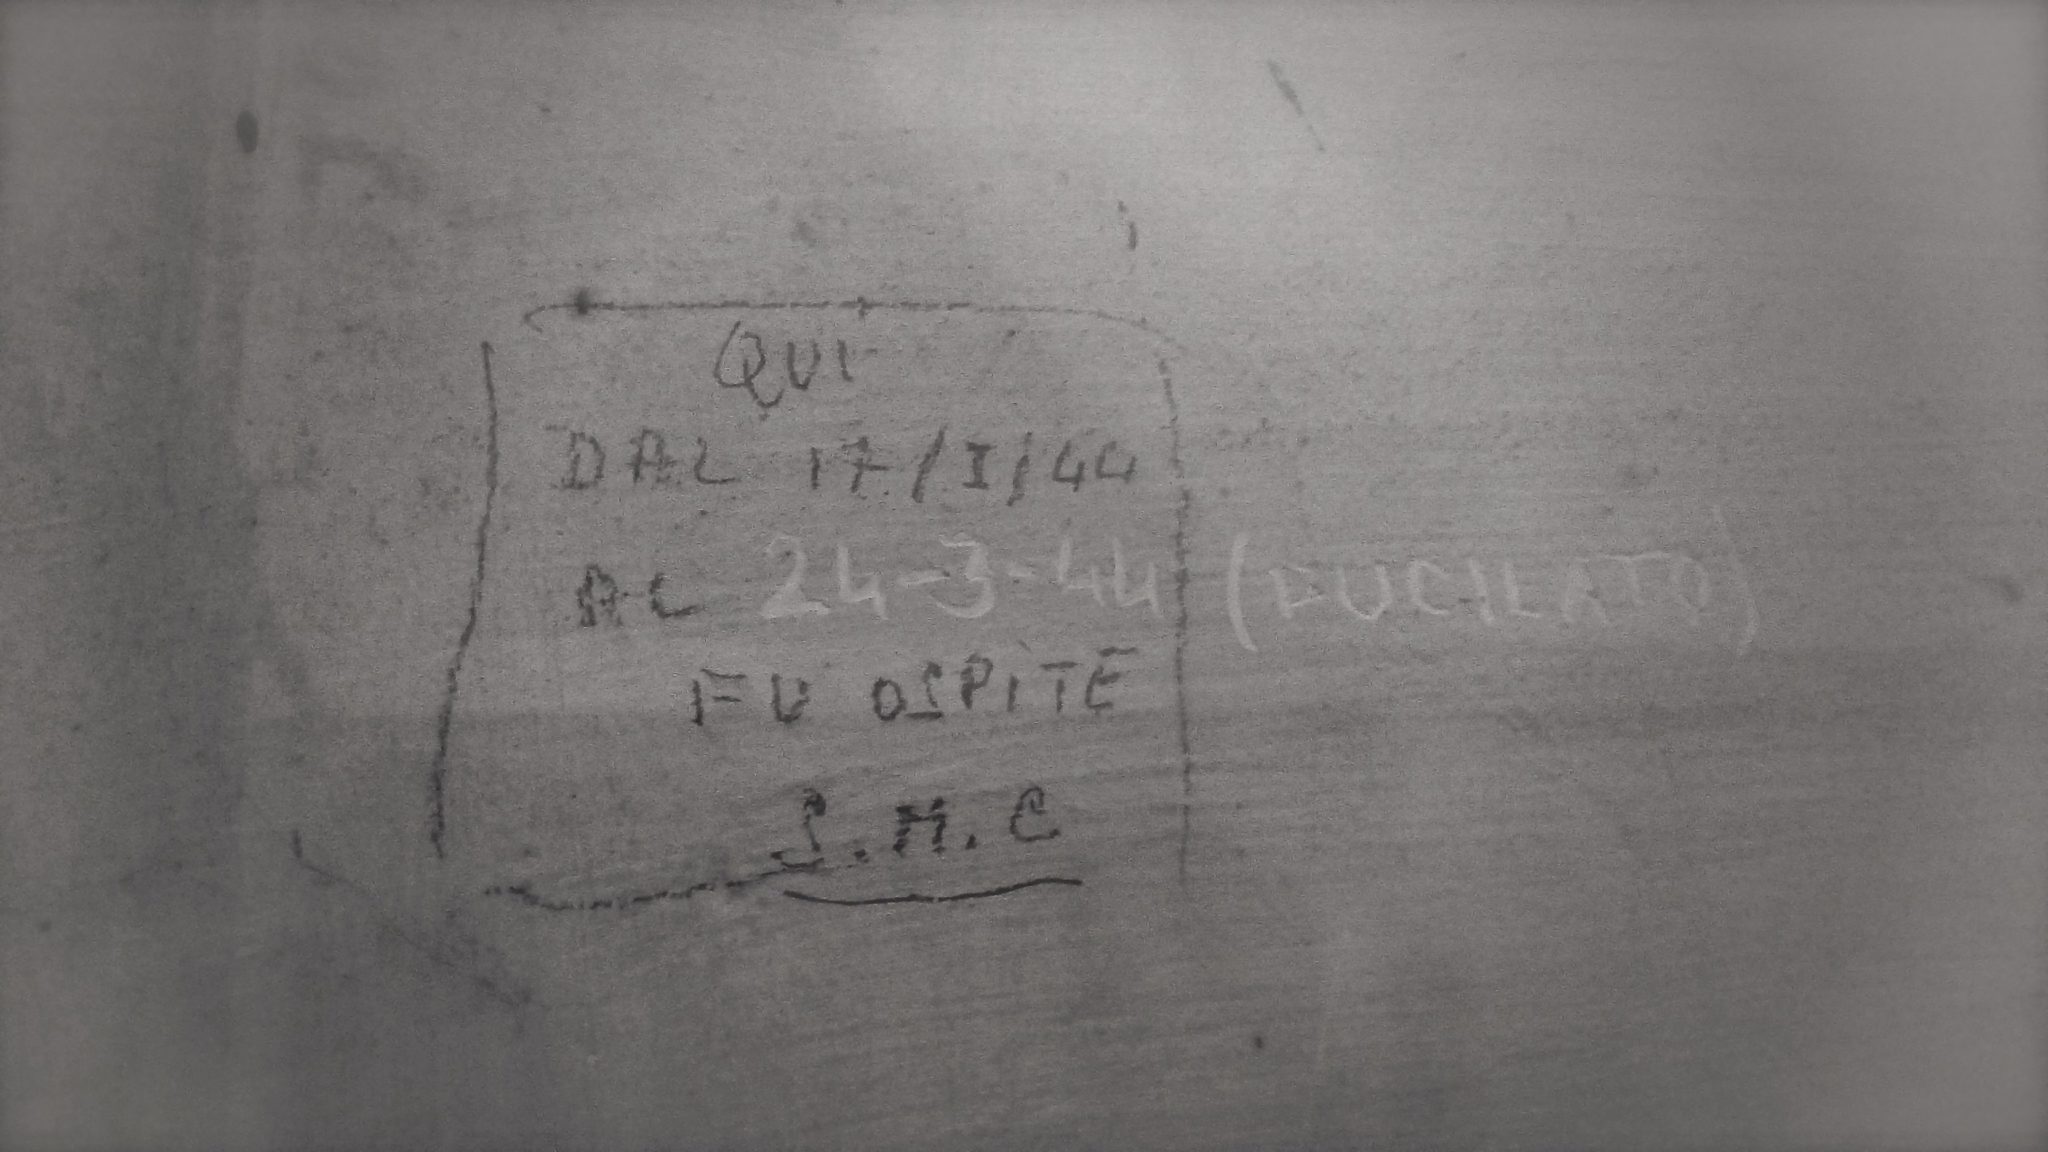 QUI
DAL 17/I/44
AL 24-3-44 (FUCILATO)
FU OSPITE
S.M.C